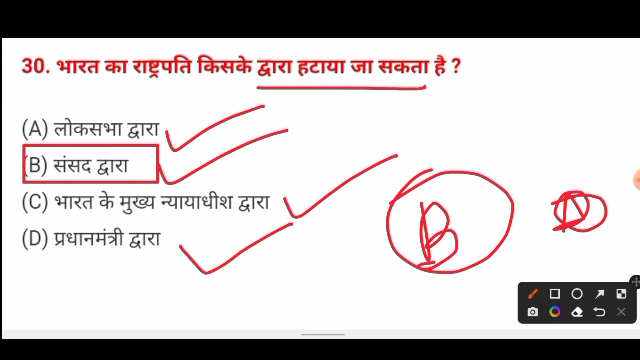 30. भारत का राष्ट्रपति किसके द्वारा हटाया जा सकता है ?
(A) लोकसभा द्वारा
(B) संसद द्वारा
(C) भारत के मुख्य न्यायाधीश द्वारा
(D) प्रधानमंत्री द्वारा
B